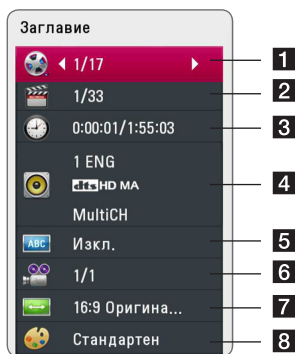 Заглавие
1/17 1
1/33 2
0:00:01/1:55:03 3
1 ENG
dts HD MA 4
MultiCH
ABC Изкл. 5
1/1 6
16:9 Оригина... 7
Стандартен 8